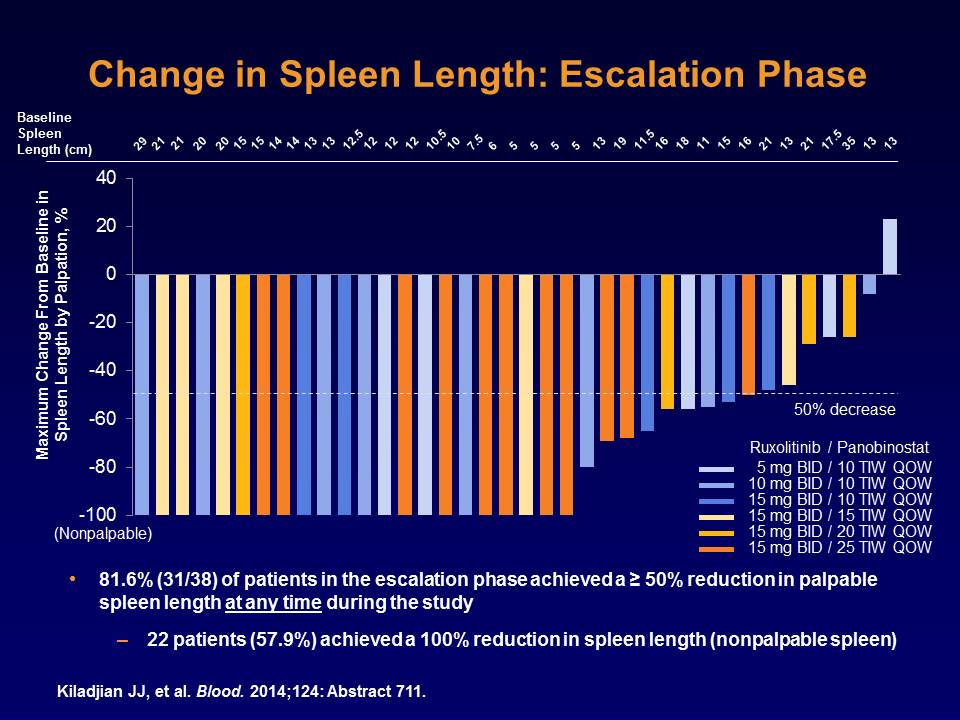 Change in Spleen Length: Escalation Phase
Baseline
Spleen
Length (cm)
29 21 21 20 20 15 15 14 14 13 13 12.5 12 12 12 10.5 10 7.5 6 5 5 5 5 13 19 11.5 16 18 11 15 16 21 13 21 17.5 35 13 13
Maximum Change From Baseline in
Spleen Length by Palpation, %
40
20
0
-20
-40
-60
-80
-100
(Nonpalpable)
50% decrease
Ruxolitinib / Panobinostat
5 mg BID / 10 TIW QOW
10 mg BID / 10 TIW QOW
15 mg BID / 10 TIW QOW
15 mg BID / 15 TIW QOW
15 mg BID / 20 TIW QOW
15 mg BID / 25 TIW QOW
• 81.6% (31/38) of patients in the escalation phase achieved a ≥ 50% reduction in palpable
spleen length at any time during the study
– 22 patients (57.9%) achieved a 100% reduction in spleen length (nonpalpable spleen)
Kiladjian JJ, et al. Blood. 2014;124: Abstract 711.